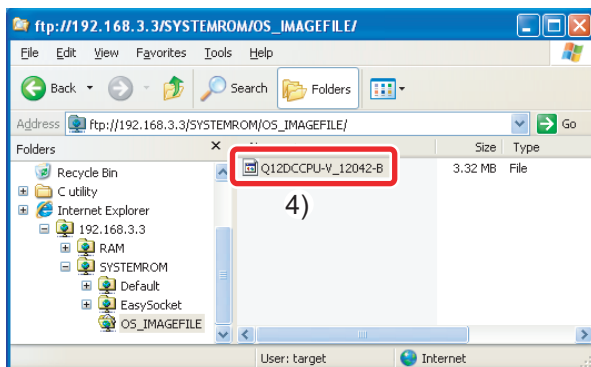 ftp://192.168.3.3/SYSTEMROM/OS_IMAGEFILE/
File Edit View Favorites Tools Help
Back Search Folders
Address ftp://192.168.3.3/SYSTEMROM/OS_IMAGEFILE/ Go
Folders Size Type
Recycle Bin
C utility
Internet Explorer
192.168.3.3
RAM
SYSTEMROM
Default
EasySocket
OS_IMAGEFILE
Q12DCCPU-V_12042-B 3.32 MB File
4)
User: target Internet